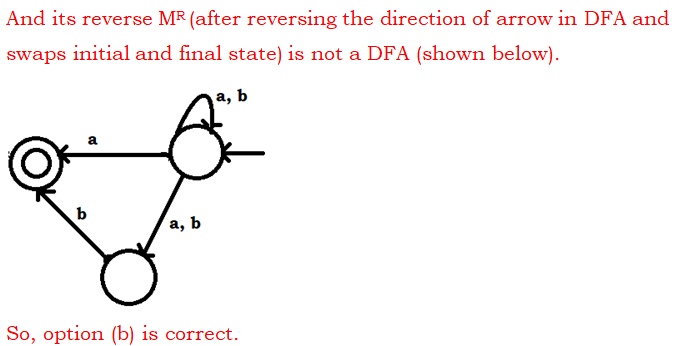 And its reverse Mᴿ (after reversing the direction of arrow in DFA and
swaps initial and final state) is not a DFA (shown below).
a, b
a
b
a, b
So, option (b) is correct.